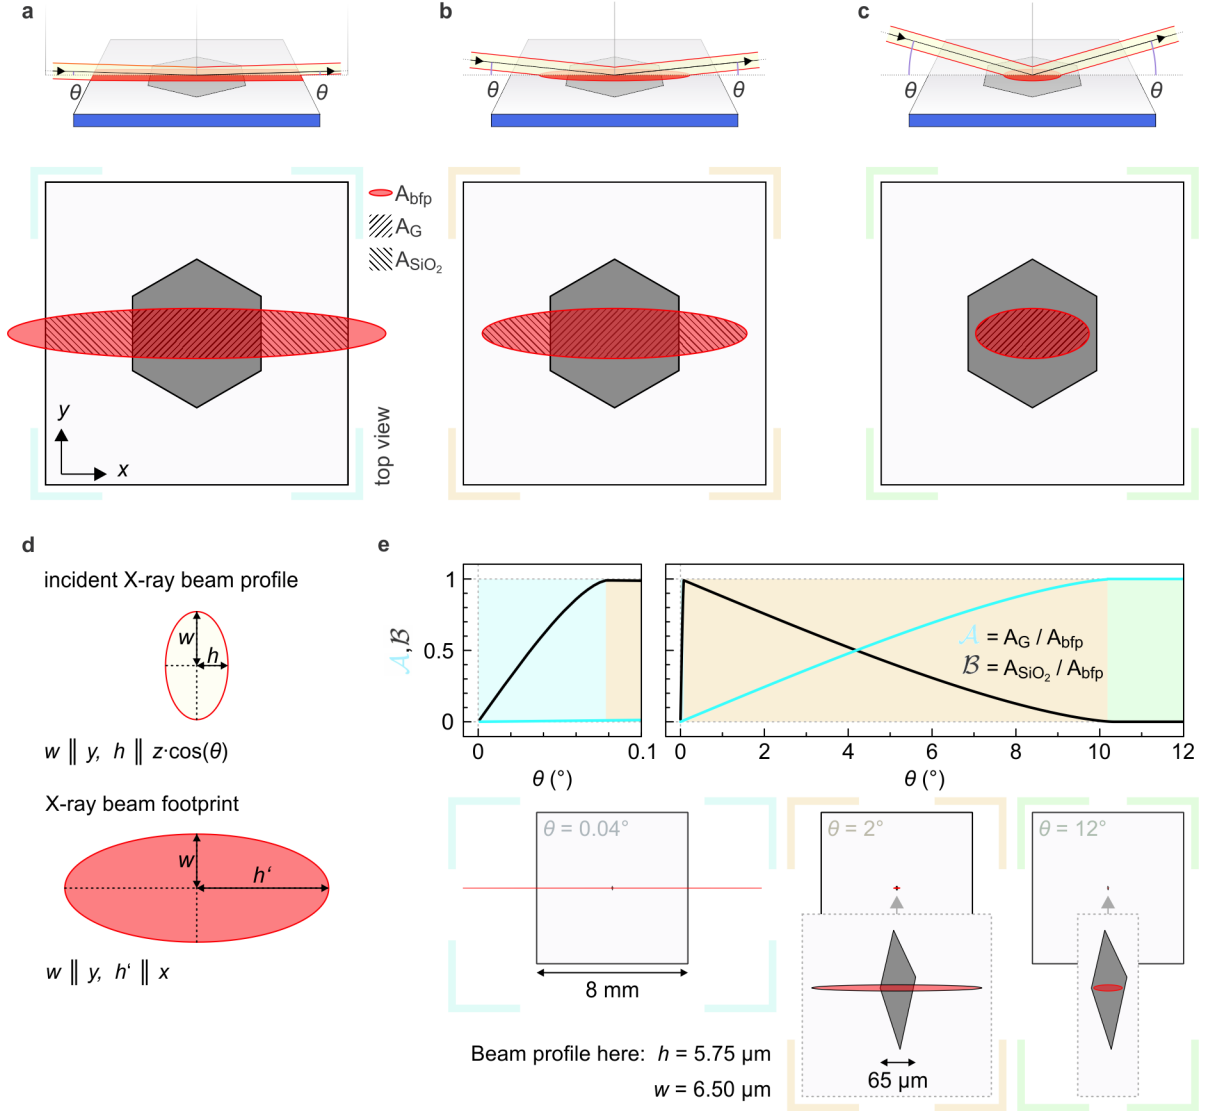 a
b
c
θ
θ
θ
θ
θ
θ
A_bfp
A_G
A_SiO₂
y
x
top view
d
incident X-ray beam profile
w
h
w ∥ y, h ∥ z·cos(θ)
X-ray beam footprint
w
h‘
w ∥ y, h‘ ∥ x
e
𝒜,ℬ
1
0.5
0
0
0.1
θ (°)
0
2
4
6
8
10
12
θ (°)
𝒜 = A_G / A_bfp
ℬ = A_SiO₂ / A_bfp
θ = 0.04°
8 mm
θ = 2°
65 µm
θ = 12°
Beam profile here: h = 5.75 µm
w = 6.50 µm